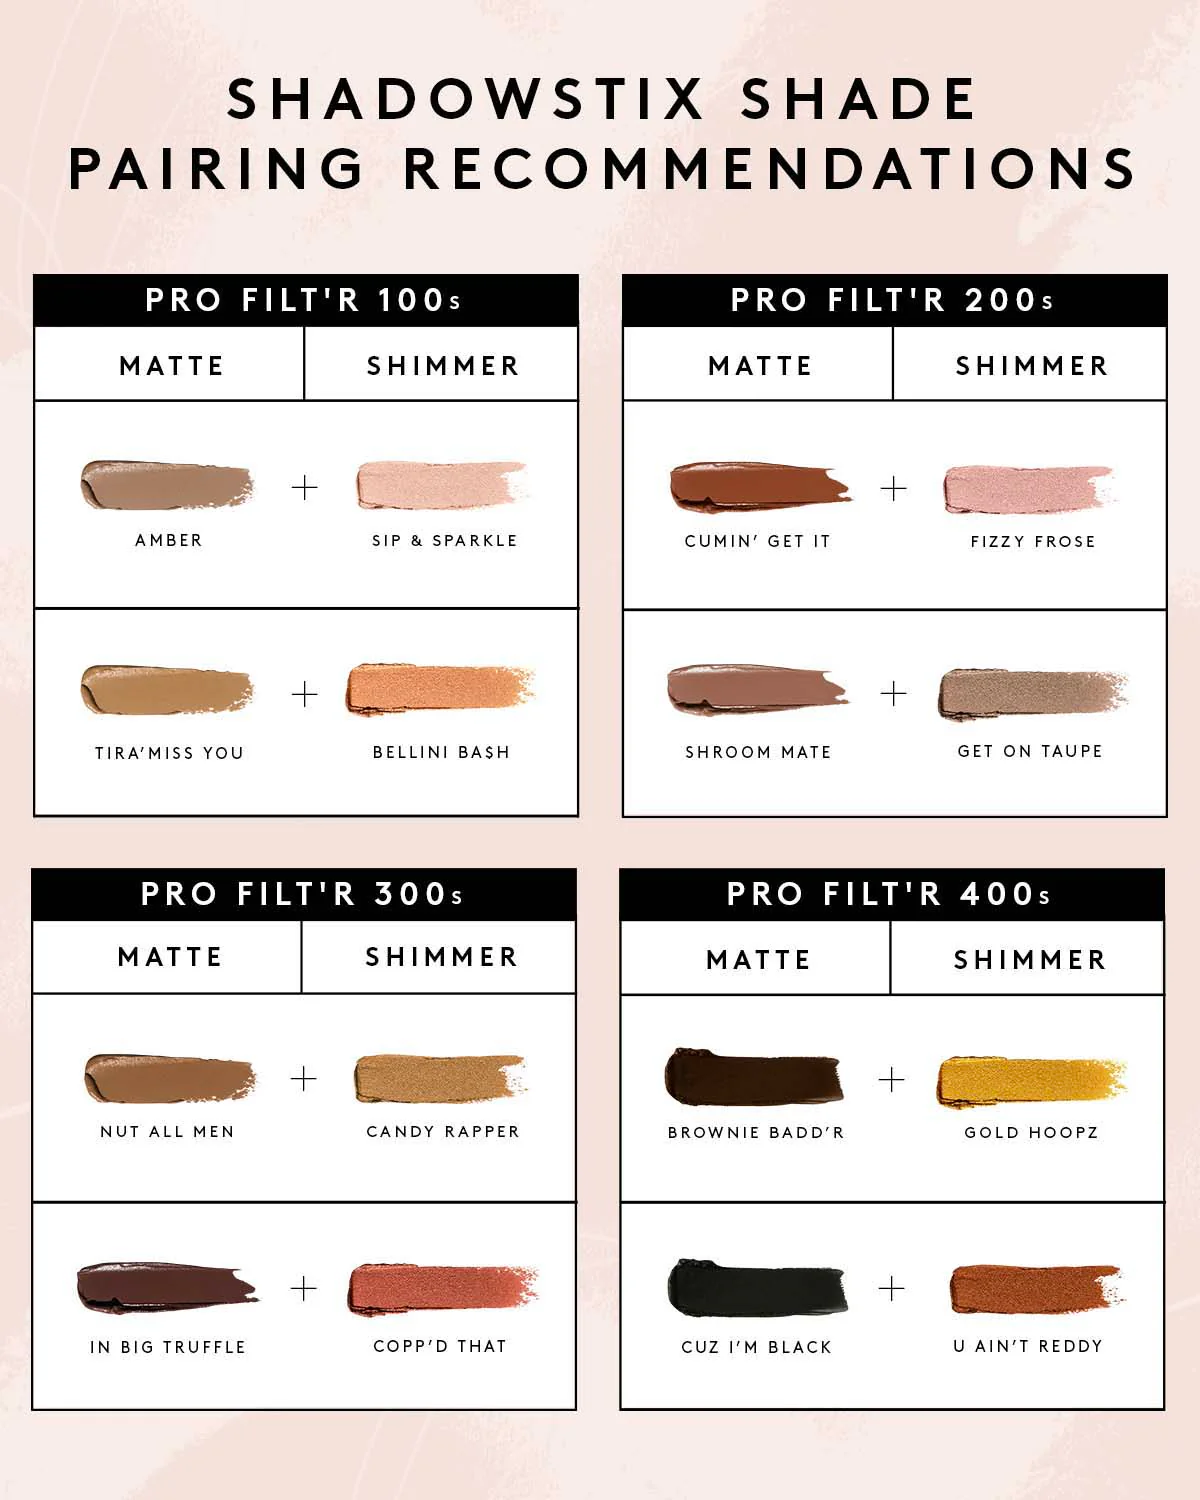 SHADOWSTIX SHADE
PAIRING RECOMMENDATIONS
PRO FILT'R 100s
MATTE SHIMMER
+
AMBER SIP & SPARKLE
+
TIRA’MISS YOU BELLINI BA$H
PRO FILT'R 200s
MATTE SHIMMER
+
CUMIN’ GET IT FIZZY FROSE
+
SHROOM MATE GET ON TAUPE
PRO FILT'R 300s
MATTE SHIMMER
+
NUT ALL MEN CANDY RAPPER
+
IN BIG TRUFFLE COPP’D THAT
PRO FILT'R 400s
MATTE SHIMMER
+
BROWNIE BADD’R GOLD HOOPZ
+
CUZ I’M BLACK U AIN’T REDDY